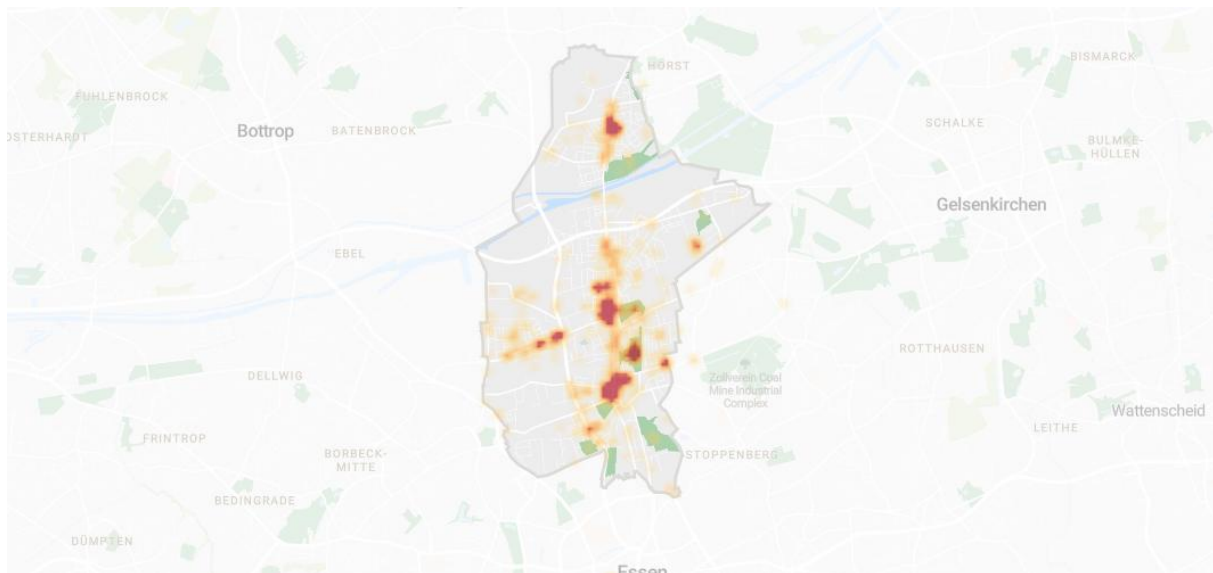 BISMARCK
HORST
FUHLENBROCK
SCHALKE
Bottrop
BATENBROCK
OSTERHARDT
BULMKE-
HÜLLEN
Gelsenkirchen
EBEL
ROTTHAUSEN
DELLWIG
Zollverein Coal
Mine Industrial
Complex
Wattenscheid
LEITHE
FRINTROP
BORBECK-
MITTE
STOPPENBERG
BEDINGRADE
DÜMPTEN
Essen